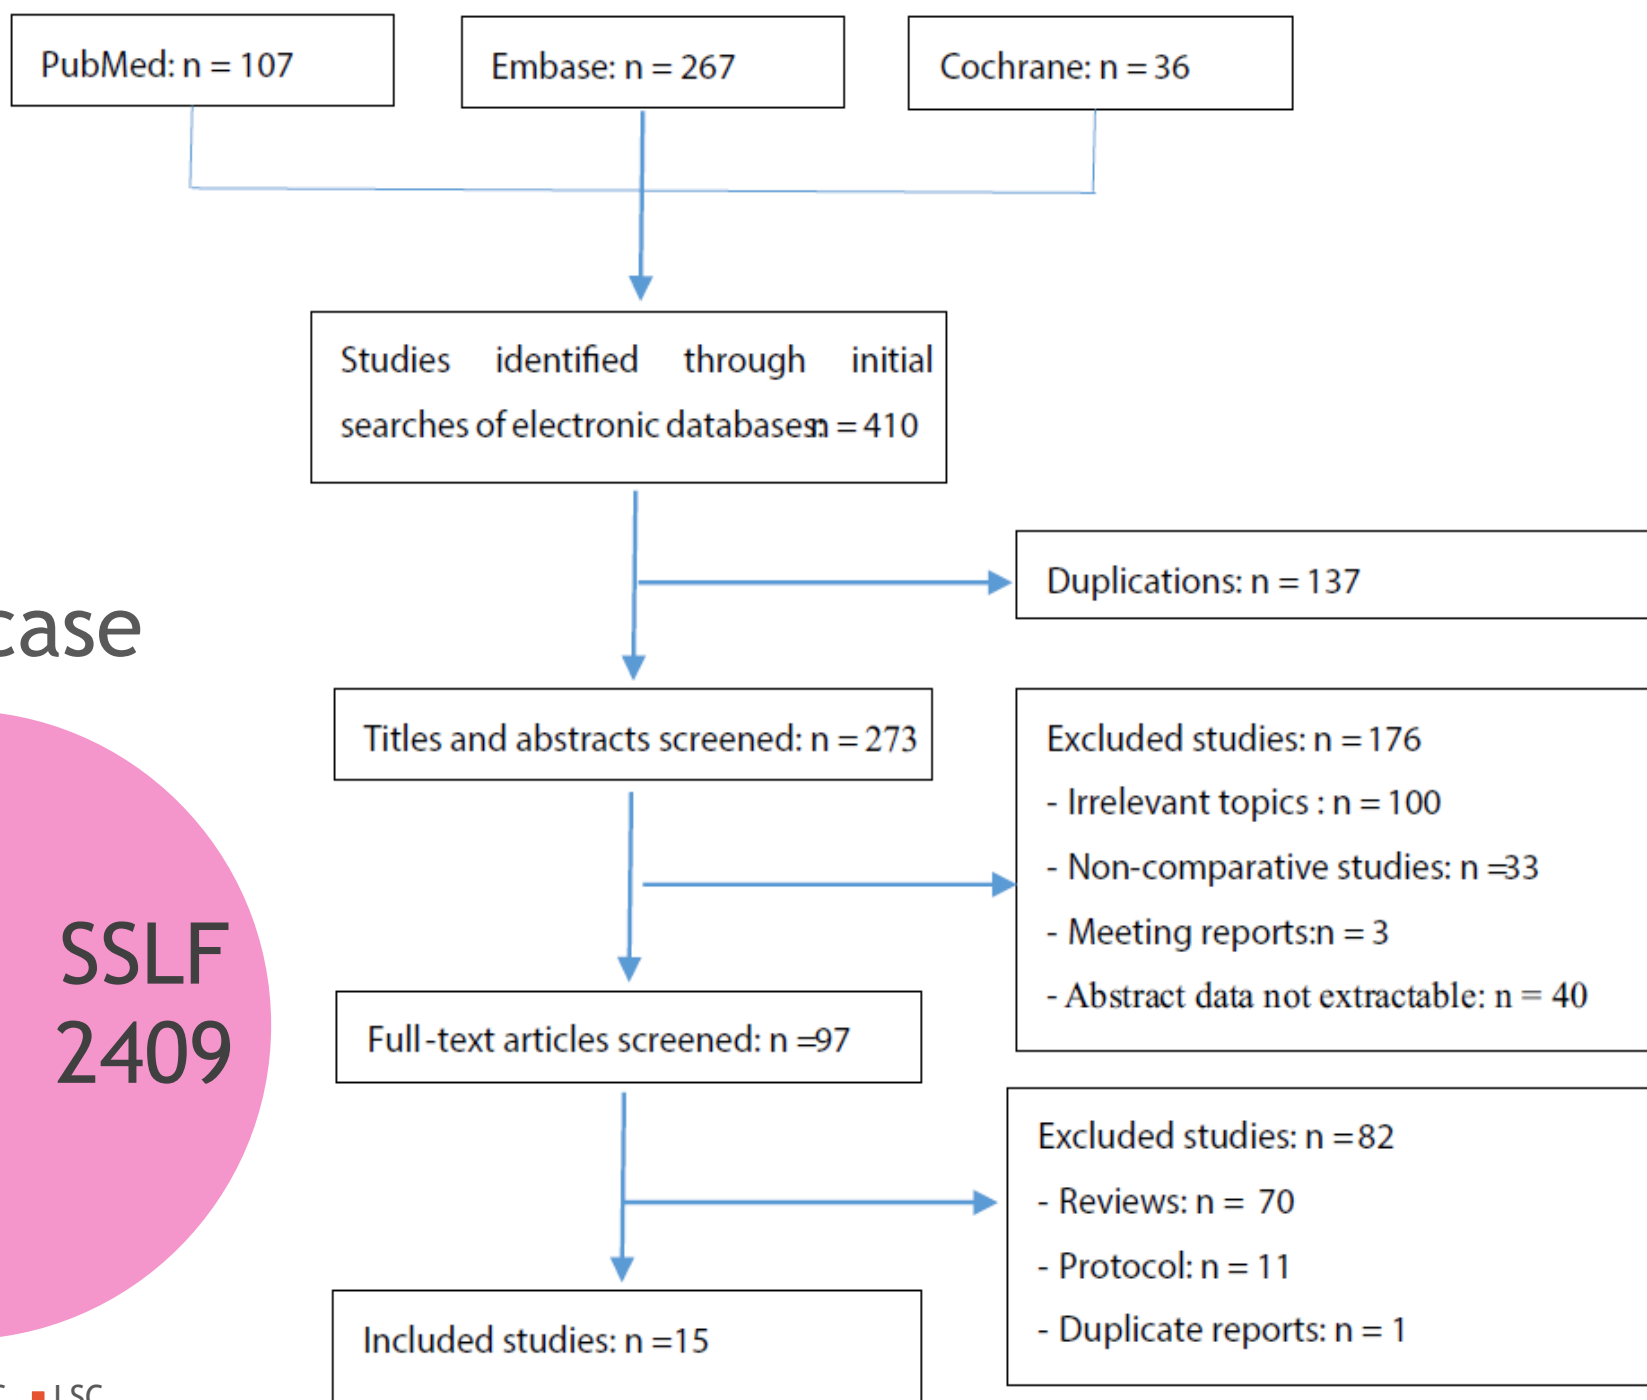 PubMed: n = 107
Embase: n = 267
Cochrane: n = 36
Studies identified through initial
searches of electronic databases: n = 410
Duplications: n = 137
case
Titles and abstracts screened: n = 273
Excluded studies: n = 176
- Irrelevant topics : n = 100
- Non-comparative studies: n =33
- Meeting reports:n = 3
- Abstract data not extractable: n = 40
SSLF
2409
Full-text articles screened: n =97
Excluded studies: n = 82
- Reviews: n = 70
- Protocol: n = 11
- Duplicate reports: n = 1
Included studies: n =15
LSC